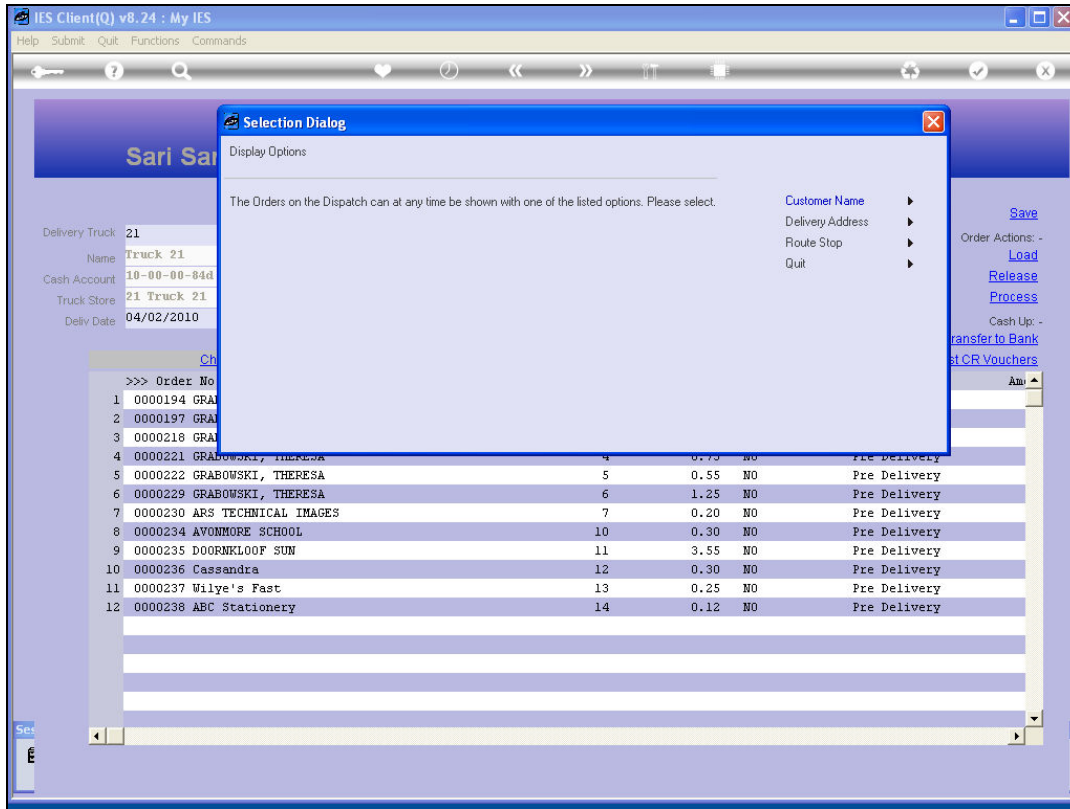 IES Client(Q) v8.24 : My IES
Help Submit Quit Functions Commands
Selection Dialog
Display Options
Sari
The Orders on the Dispatch can at any time be shown with one of the listed options. Please select.
Customer Name
Delivery Address
Route Stop
Quit
Save
Order Actions: -
Load
Release
Process
Cash Up: -
Delivery Truck 21
Name Truck 21
Cash Account 10-00-00-84d
Truck Store 21 Truck 21
Deliv Date 04/02/2010
to Bank
CR Vouchers
>>> Order No
1 0000194
2 0000197
3 0000218
4 0000221 GRABOWSKI, THERESA 4 0.75 NO Pre Delivery
5 0000222 GRABOWSKI, THERESA 5 0.55 NO Pre Delivery
6 0000229 GRABOWSKI, THERESA 6 1.25 NO Pre Delivery
7 0000230 ARS TECHNICAL IMAGES 7 0.20 NO Pre Delivery
8 0000234 AVONMORE SCHOOL 10 0.30 NO Pre Delivery
9 0000235 DOORNKLOOF SUN 11 3.55 NO Pre Delivery
10 0000236 Cassandra 12 0.30 NO Pre Delivery
11 0000237 Wilye's Fast 13 0.25 NO Pre Delivery
12 0000238 ABC Stationery 14 0.12 NO Pre Delivery